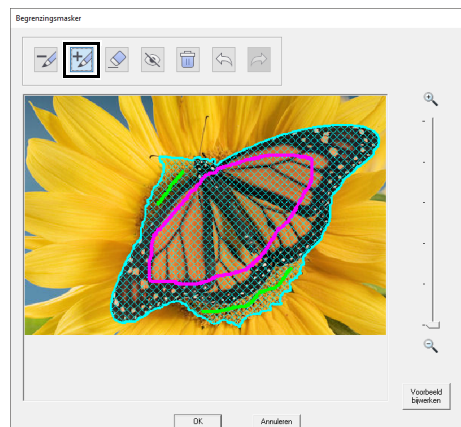 Begrenzingsmasker
Voorbeeld
bijwerken
OK
Annuleren